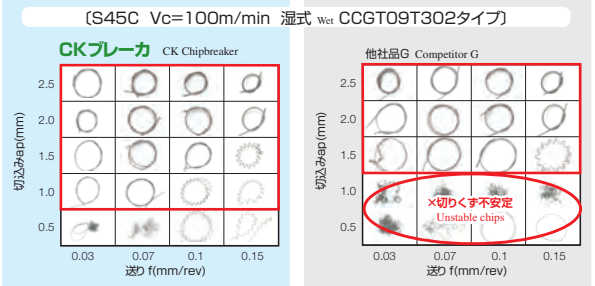 〔S45C Vc=100m/min 湿式 Wet CCGT09T302タイプ〕
CKブレーカ CK Chipbreaker
切込みap(mm)
2.5
2.0
1.5
1.0
0.5
0.03 0.07 0.1 0.15
送り f(mm/rev)
他社品G Competitor G
切込みap(mm)
2.5
2.0
1.5
1.0
0.5
×切りくず不安定
Unstable chips
0.03 0.07 0.1 0.15
送り f(mm/rev)